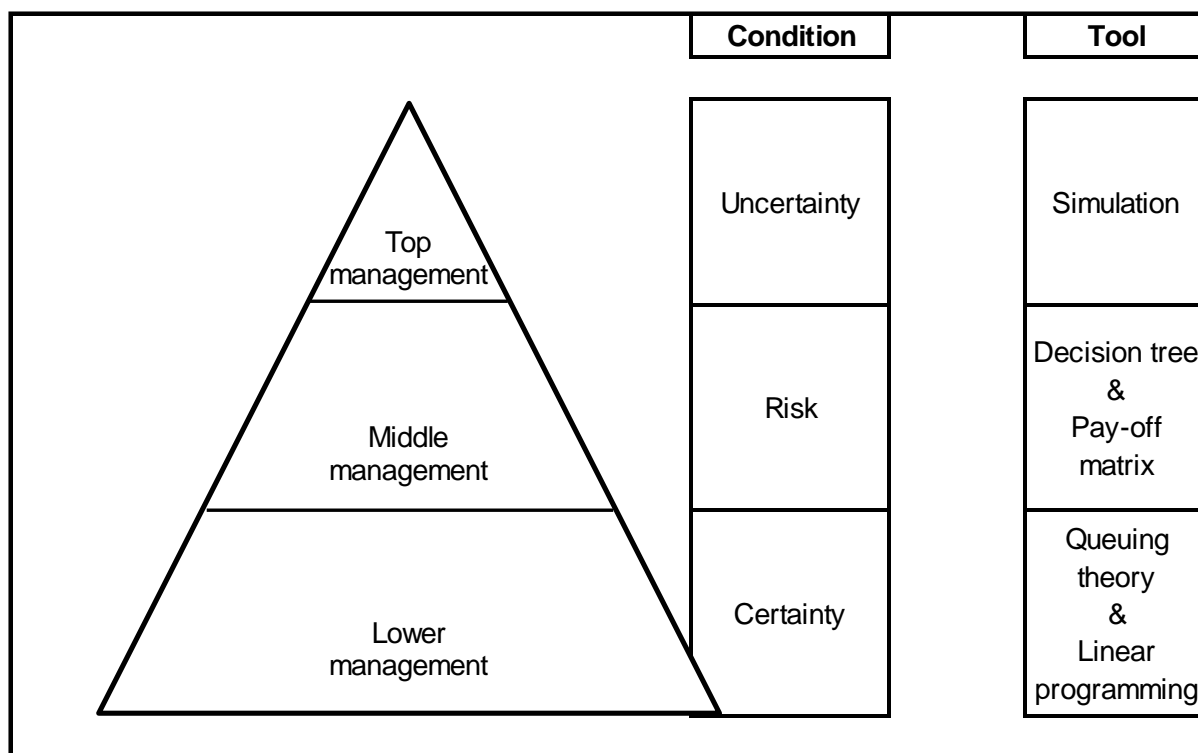 Condition
Tool
Top
management
Uncertainty
Simulation
Middle
management
Risk
Decision tree
&
Pay-off
matrix
Lower
management
Certainty
Queuing
theory
&
Linear
programming